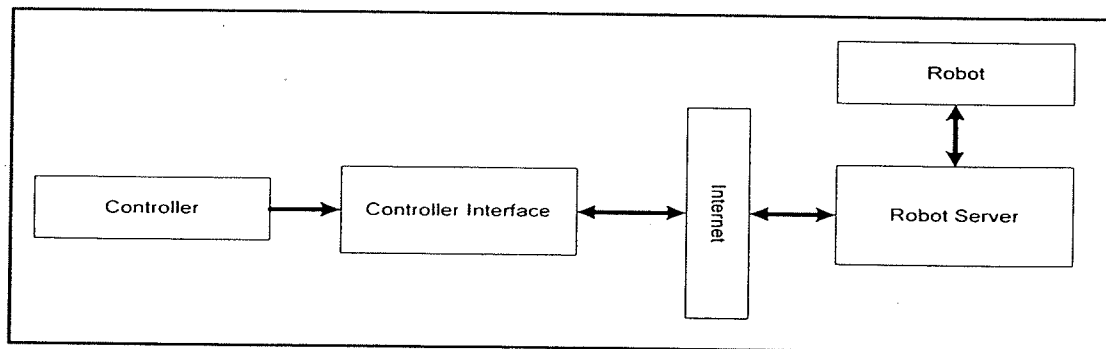 Robot
Controller
Controller Interface
Internet
Robot Server